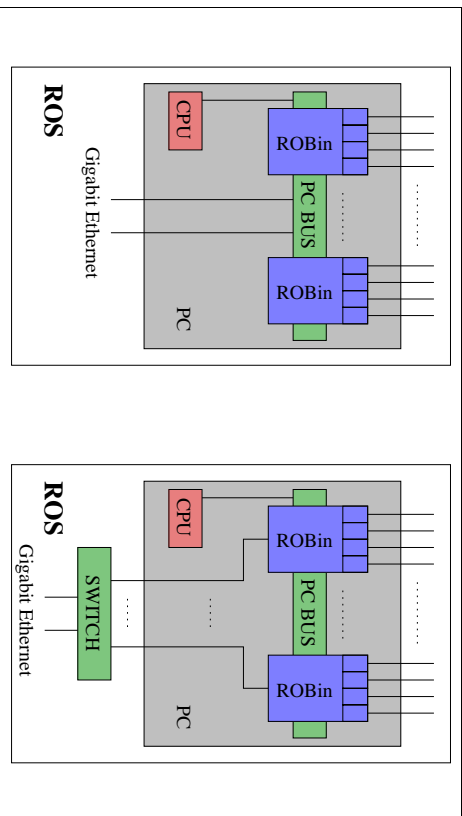 ROS
Gigabit Ethernet
CPU
ROBin
PC BUS
ROBin
PC
ROS
Gigabit Ethernet
SWITCH
CPU
ROBin
PC BUS
ROBin
PC